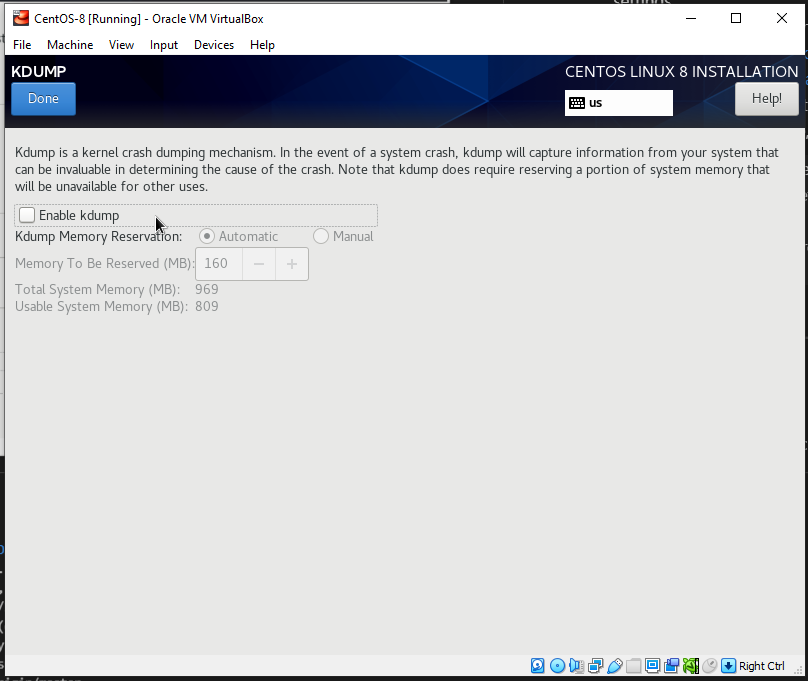 CentOS-8 [Running] - Oracle VM VirtualBox
File Machine View Input Devices Help
KDUMP
CENTOS LINUX 8 INSTALLATION
Done
us
Help!
Kdump is a kernel crash dumping mechanism. In the event of a system crash, kdump will capture information from your system that
can be invaluable in determining the cause of the crash. Note that kdump does require reserving a portion of system memory that
will be unavailable for other uses.
Enable kdump
Kdump Memory Reservation: Automatic Manual
Memory To Be Reserved (MB): 160 − +
Total System Memory (MB): 969
Usable System Memory (MB): 809
Right Ctrl